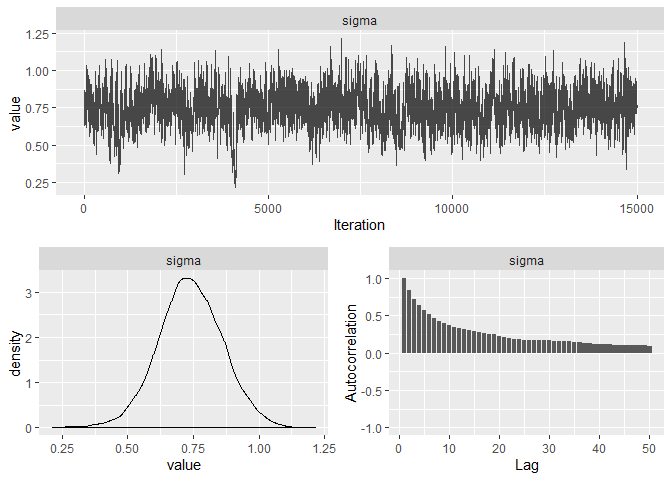 sigma
1.25
1.00
0.75
0.50
0.25
value
0 5000 10000 15000
Iteration
sigma
3
2
1
0
density
0.25 0.50 0.75 1.00 1.25
value
sigma
1.0
0.5
0.0
-0.5
-1.0
Autocorrelation
0 10 20 30 40 50
Lag